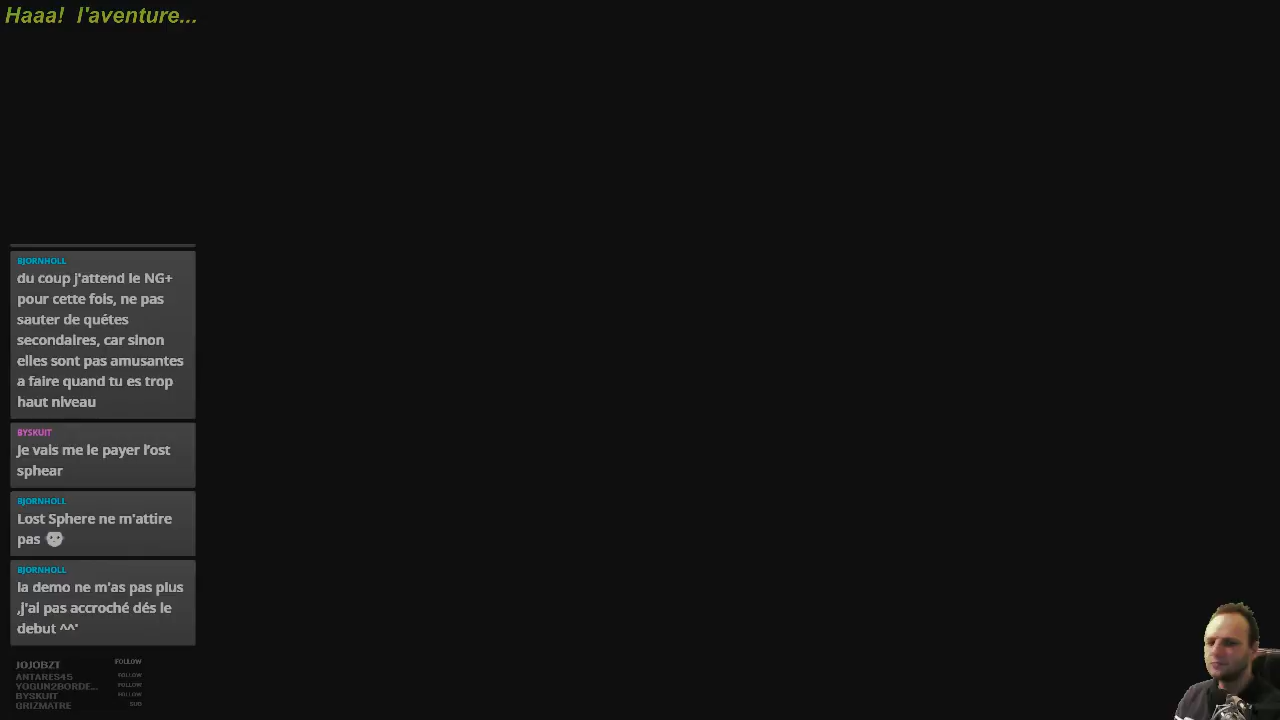 Haaa! l'aventure...
BJORNHOLL
du coup j'attend le NG+
pour cette fois, ne pas
sauter de quétes
secondaires, car sinon
elles sont pas amusantes
a faire quand tu es trop
haut niveau
BYSKUIT
Je vais me le payer l'ost
sphear
BJORNHOLL
Lost Sphere ne m'attire
pas
BJORNHOLL
la demo ne m'as pas plus
,j'ai pas accroché dés le
debut ^^'
JOJOBZT FOLLOW
ANTARES45 FOLLOW
YOGUN2BORDE... FOLLOW
BYSKUIT FOLLOW
GRIZMATRE SUB